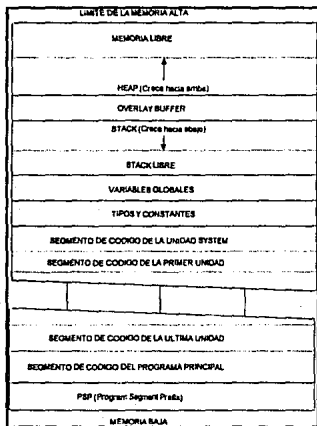 LIMITE DE LA MEMORIA ALTA
MEMORIA LIBRE
HEAP (Crece hacia arriba)
OVERLAY BUFFER
STACK (Crece hacia abajo)
STACK LIBRE
VARIABLES GLOBALES
TIPOS Y CONSTANTES
SEGMENTO DE CODIGO DE LA UNIDAD SYSTEM
SEGMENTO DE CODIGO DE LA PRIMER UNIDAD
SEGMENTO DE CODIGO DE LA ULTIMA UNIDAD
SEGMENTO DE CODIGO DEL PROGRAMA PRINCIPAL
PSP (Program Segment Prefix)
MEMORIA BAJA